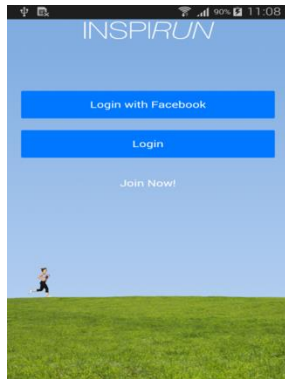 90% 11:08
INSPIRUN
Login with Facebook
Login
Join Now!